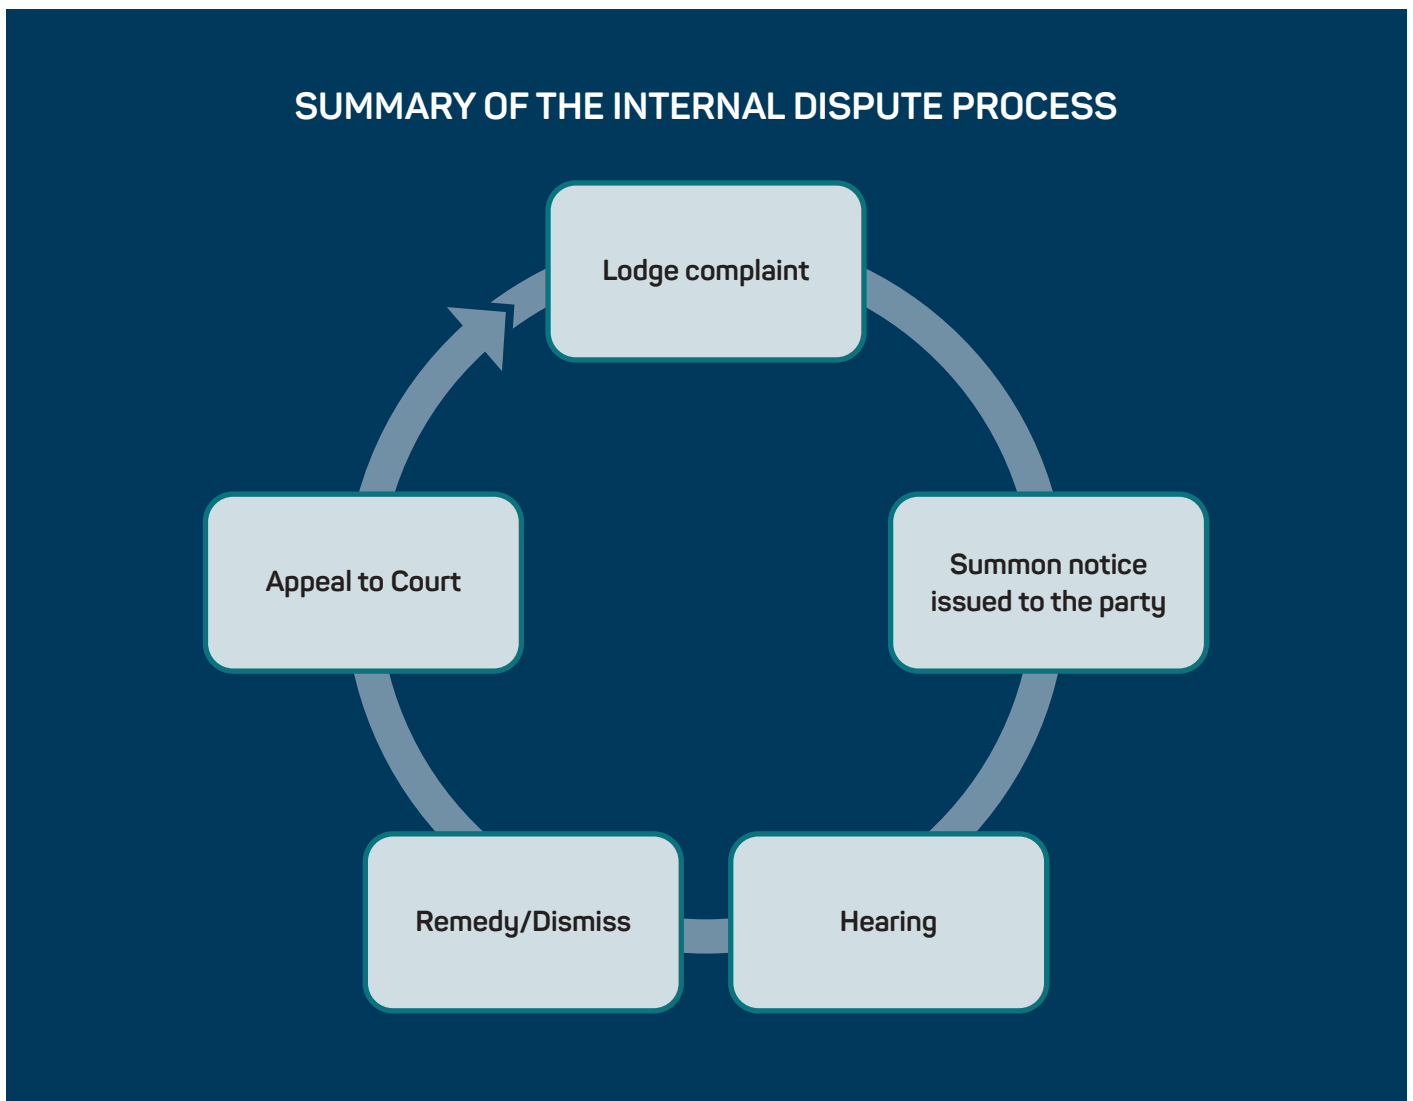 SUMMARY OF THE INTERNAL DISPUTE PROCESS
Lodge complaint
Summon notice
issued to the party
Hearing
Remedy/Dismiss
Appeal to Court